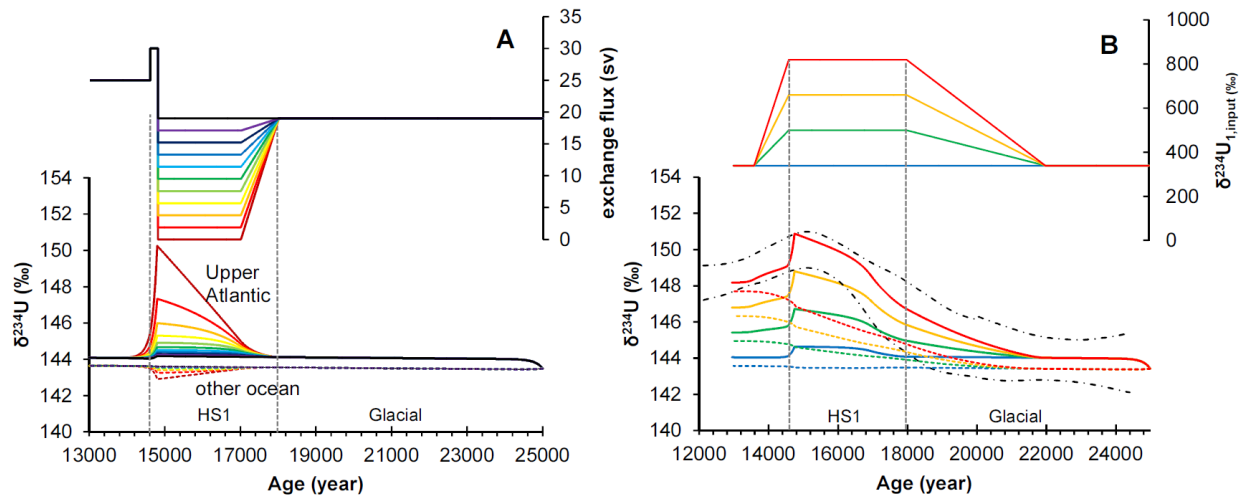 A
35
30
25
20
15
10
5
0
exchange flux (sv)
154
152
150
148
146
144
142
140
δ²³⁴U (‰)
Upper
Atlantic
other ocean
HS1
Glacial
13000 15000 17000 19000 21000 23000 25000
Age (year)
B
1000
800
600
400
200
0
δ²³⁴U₁,input (‰)
154
152
150
148
146
144
142
140
δ²³⁴U (‰)
HS1
Glacial
12000 14000 16000 18000 20000 22000 24000
Age (year)